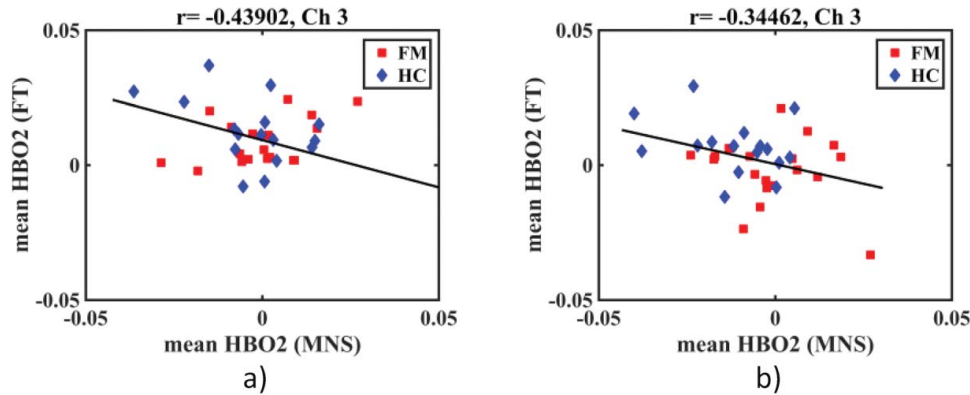 r= -0.43902, Ch 3
0.05
FM
HC
mean HBO2 (FT)
0
-0.05
-0.05
0
0.05
mean HBO2 (MNS)
a)
r= -0.34462, Ch 3
0.05
FM
HC
mean HBO2 (FT)
0
-0.05
-0.05
0
0.05
mean HBO2 (MNS)
b)